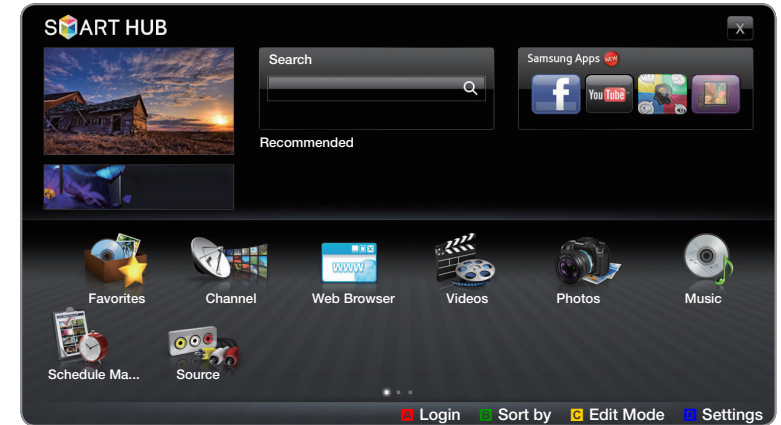 SMART HUB
X
Search
Samsung Apps NEW
f
You Tube
Recommended
WWW
Favorites
Channel
Web Browser
Videos
Photos
Music
Schedule Ma...
Source
A Login B Sort by C Edit Mode D Settings